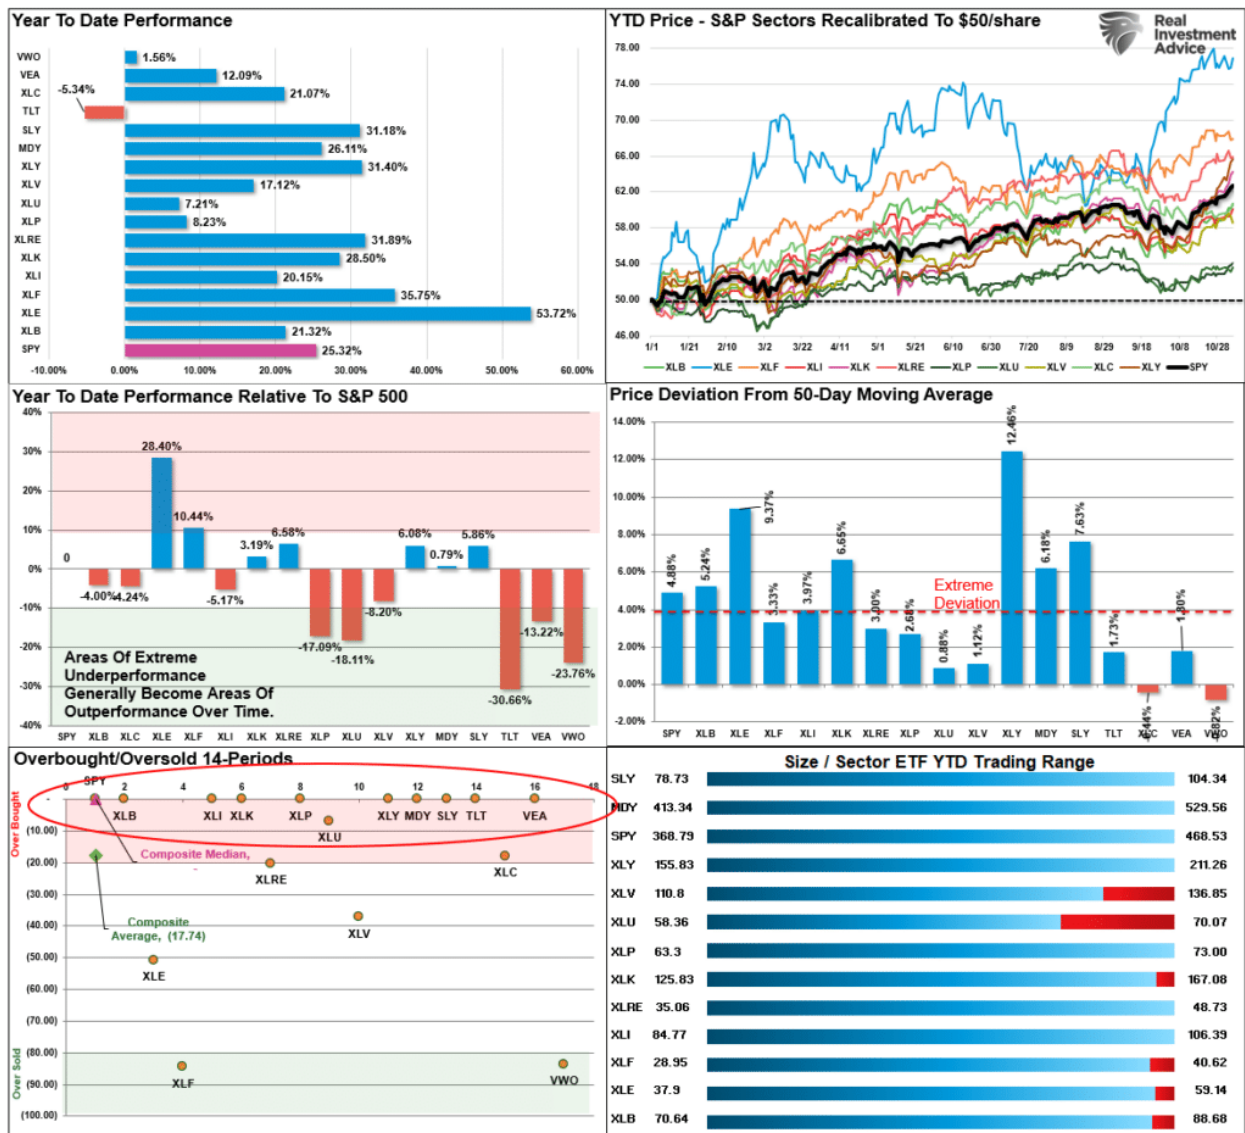 Year To Date Performance
VWO 1.56%
VEA 12.09%
XLC 21.07%
-5.34%
TLT
SLY 31.18%
MDY 26.11%
XLY 31.40%
XLV 17.12%
XLU 7.21%
XLP 8.23%
XLRE 31.89%
XLK 28.50%
XLI 20.15%
XLF 35.75%
XLE 53.72%
XLB 21.32%
SPY 25.32%
-10.00% 0.00% 10.00% 20.00% 30.00% 40.00% 50.00% 60.00%
YTD Price - S&P Sectors Recalibrated To $50/share
Real
Investment
Advice
78.00
74.00
70.00
66.00
62.00
58.00
54.00
50.00
46.00
1/1 1/21 2/10 3/2 3/22 4/11 5/1 5/21 6/10 6/30 7/20 8/9 8/29 9/18 10/8 10/28
XLB XLE XLF XLI XLK XLRE XLP XLU XLV XLC XLY SPY
Year To Date Performance Relative To S&P 500
40%
30%
20%
10%
0%
-10%
-20%
-30%
-40%
0
-4.00%
-4.24%
28.40%
10.44%
-5.17%
3.19%
6.58%
-17.09%
-18.11%
-8.20%
6.08%
0.79%
5.86%
-30.66%
-13.22%
-23.76%
Areas Of Extreme
Underperformance
Generally Become Areas Of
Outperformance Over Time.
SPY XLB XLC XLE XLF XLI XLK XLRE XLP XLU XLV XLY MDY SLY TLT VEA VWO
Price Deviation From 50-Day Moving Average
14.00%
12.00%
10.00%
8.00%
6.00%
4.00%
2.00%
0.00%
-2.00%
4.88%
5.24%
9.37%
3.33%
3.97%
6.65%
3.00%
2.68%
0.88%
1.12%
12.46%
6.18%
7.63%
1.73%
-0.44%
1.80%
-0.82%
Extreme
Deviation
SPY XLB XLE XLF XLI XLK XLRE XLP XLU XLV XLY MDY SLY TLT XLC VEA VWO
Overbought/Oversold 14-Periods
0 2 4 6 8 10 12 14 16 18
Over Bought
Over Sold
-
(10.00)
(20.00)
(30.00)
(40.00)
(50.00)
(60.00)
(70.00)
(80.00)
(90.00)
(100.00)
SPY
XLB XLI XLK XLP XLY MDY SLY TLT VEA
XLU
Composite Median,
-
XLRE
XLC
Composite
Average, (17.74)
XLV
XLE
XLF
VWO
Size / Sector ETF YTD Trading Range
SLY 78.73 104.34
MDY 413.34 529.56
SPY 368.79 468.53
XLY 155.83 211.26
XLV 110.8 136.85
XLU 58.36 70.07
XLP 63.3 73.00
XLK 125.83 167.08
XLRE 35.06 48.73
XLI 84.77 106.39
XLF 28.95 40.62
XLE 37.9 59.14
XLB 70.64 88.68